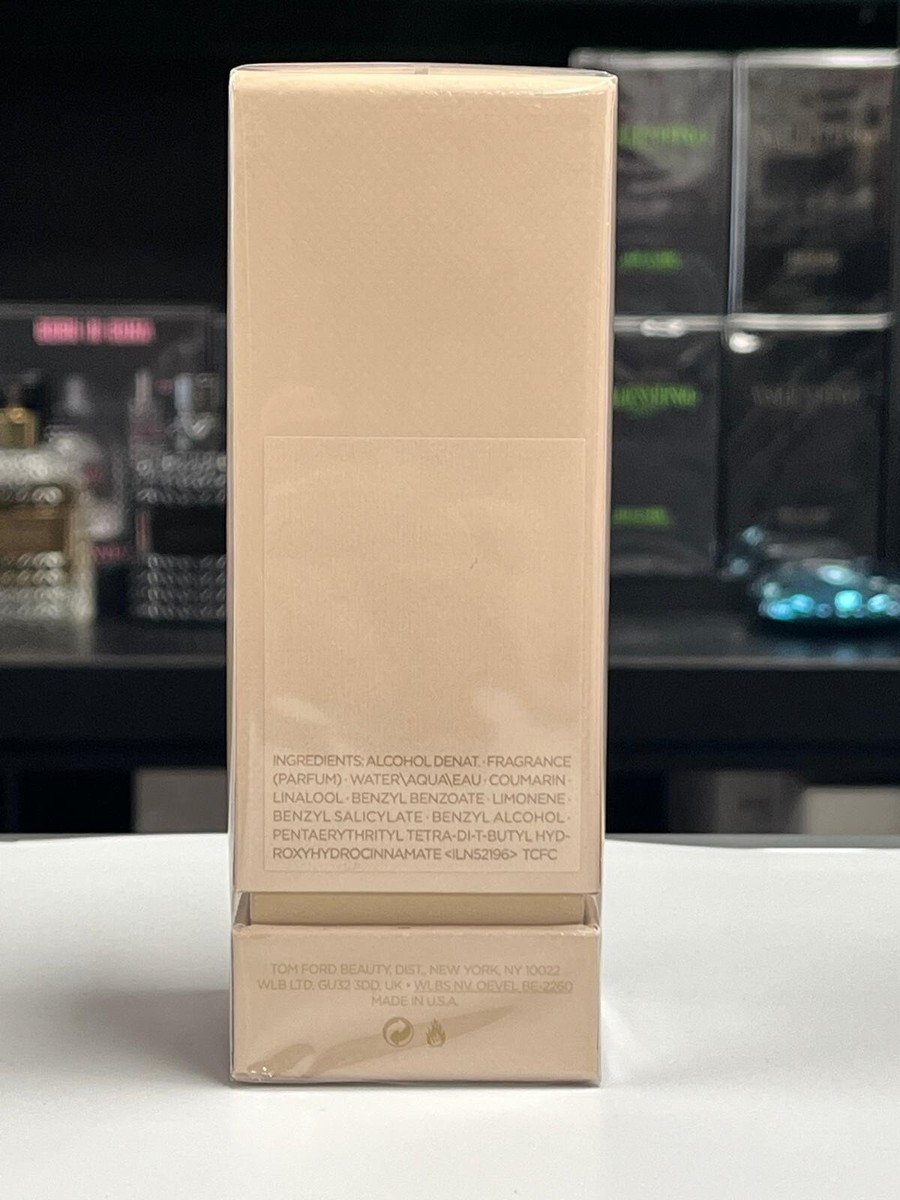 INGREDIENTS: ALCOHOL DENAT. · FRAGRANCE
(PARFUM) · WATER\AQUA\EAU · COUMARIN ·
LINALOOL · BENZYL BENZOATE · LIMONENE ·
BENZYL SALICYLATE · BENZYL ALCOHOL ·
PENTAERYTHRITYL TETRA-DI-T-BUTYL HYD-
ROXYHYDROCINNAMATE <ILN52196> TCFC
TOM FORD BEAUTY, DIST., NEW YORK, NY 10022
WLB LTD, GU32 3DD, UK • WLBS NV, OEVEL BE-2260
MADE IN U.S.A.
VALENTINO
VALENTINO